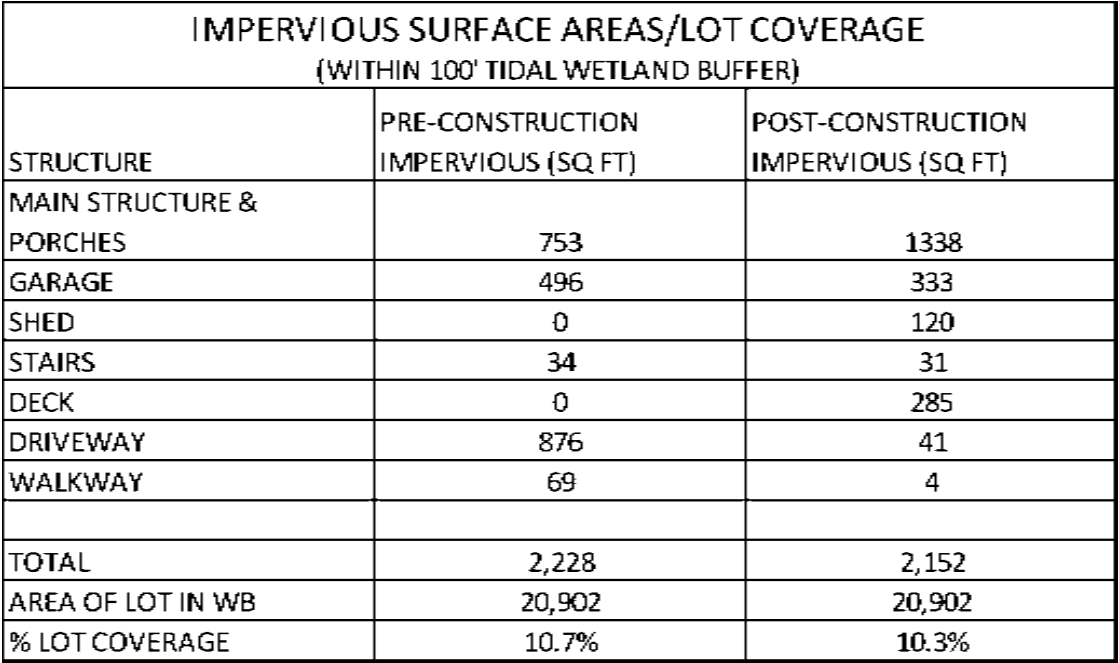 IMPERVIOUS SURFACE AREAS/LOT COVERAGE
(WITHIN 100' TIDAL WETLAND BUFFER)
STRUCTURE PRE-CONSTRUCTION IMPERVIOUS (SQ FT) POST-CONSTRUCTION IMPERVIOUS (SQ FT)
MAIN STRUCTURE & PORCHES 753 1338
GARAGE 496 333
SHED 0 120
STAIRS 34 31
DECK 0 285
DRIVEWAY 876 41
WALKWAY 69 4
TOTAL 2,228 2,152
AREA OF LOT IN WB 20,902 20,902
% LOT COVERAGE 10.7% 10.3%